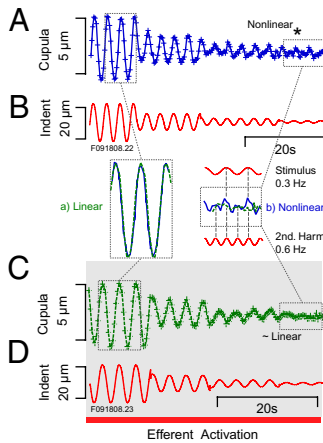 A
Nonlinear
*
Cupula
5 µm
B
Indent
20 µm
F091808.22
20s
Stimulus
0.3 Hz
a) Linear
b) Nonlinear
2nd. Harm
0.6 Hz
C
Cupula
5 µm
~ Linear
D
Indent
20 µm
F091808.23
20s
Efferent Activation